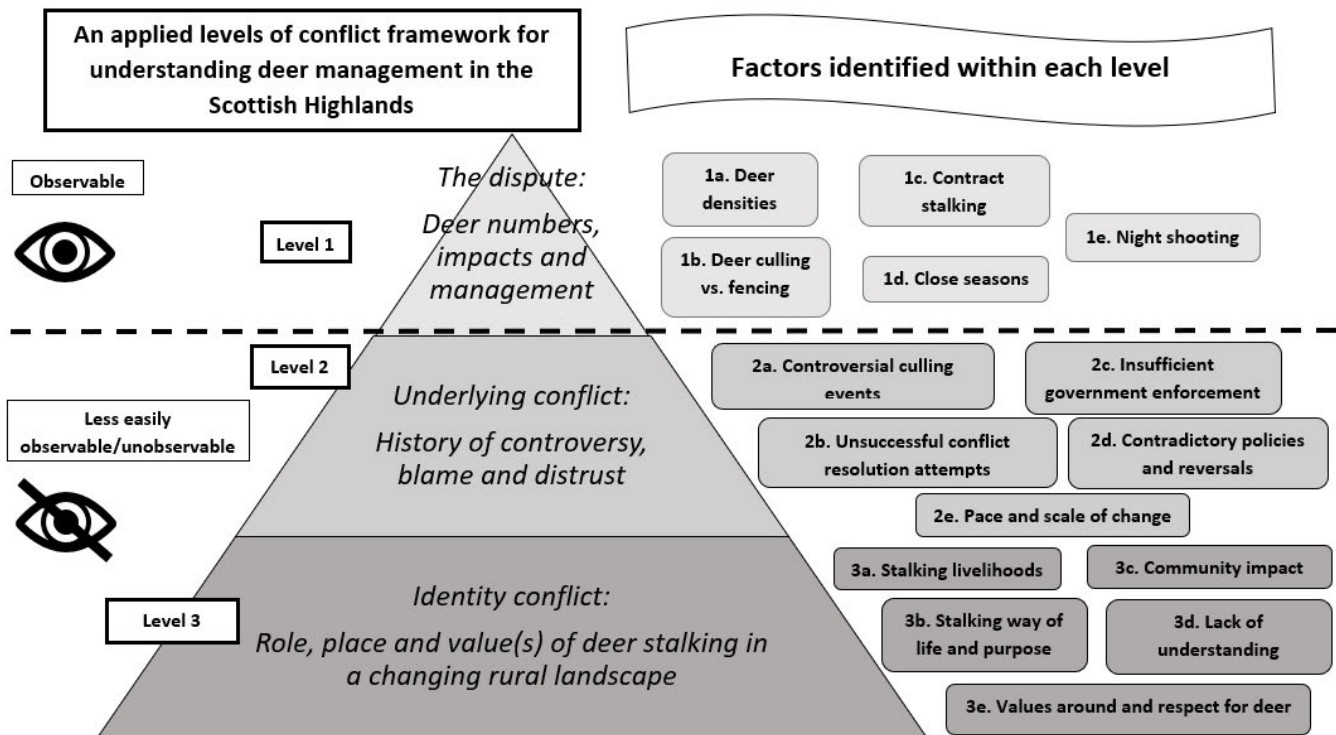 An applied levels of conflict framework for
understanding deer management in the
Scottish Highlands
Factors identified within each level
Observable
Level 1
The dispute:
Deer numbers,
impacts and
management
1a. Deer
densities
1b. Deer culling
vs. fencing
1c. Contract
stalking
1d. Close seasons
1e. Night shooting
Level 2
Less easily
observable/unobservable
Underlying conflict:
History of controversy,
blame and distrust
2a. Controversial culling
events
2b. Unsuccessful conflict
resolution attempts
2c. Insufficient
government enforcement
2d. Contradictory policies
and reversals
2e. Pace and scale of change
Level 3
Identity conflict:
Role, place and value(s) of deer stalking in
a changing rural landscape
3a. Stalking livelihoods
3b. Stalking way of
life and purpose
3c. Community impact
3d. Lack of
understanding
3e. Values around and respect for deer